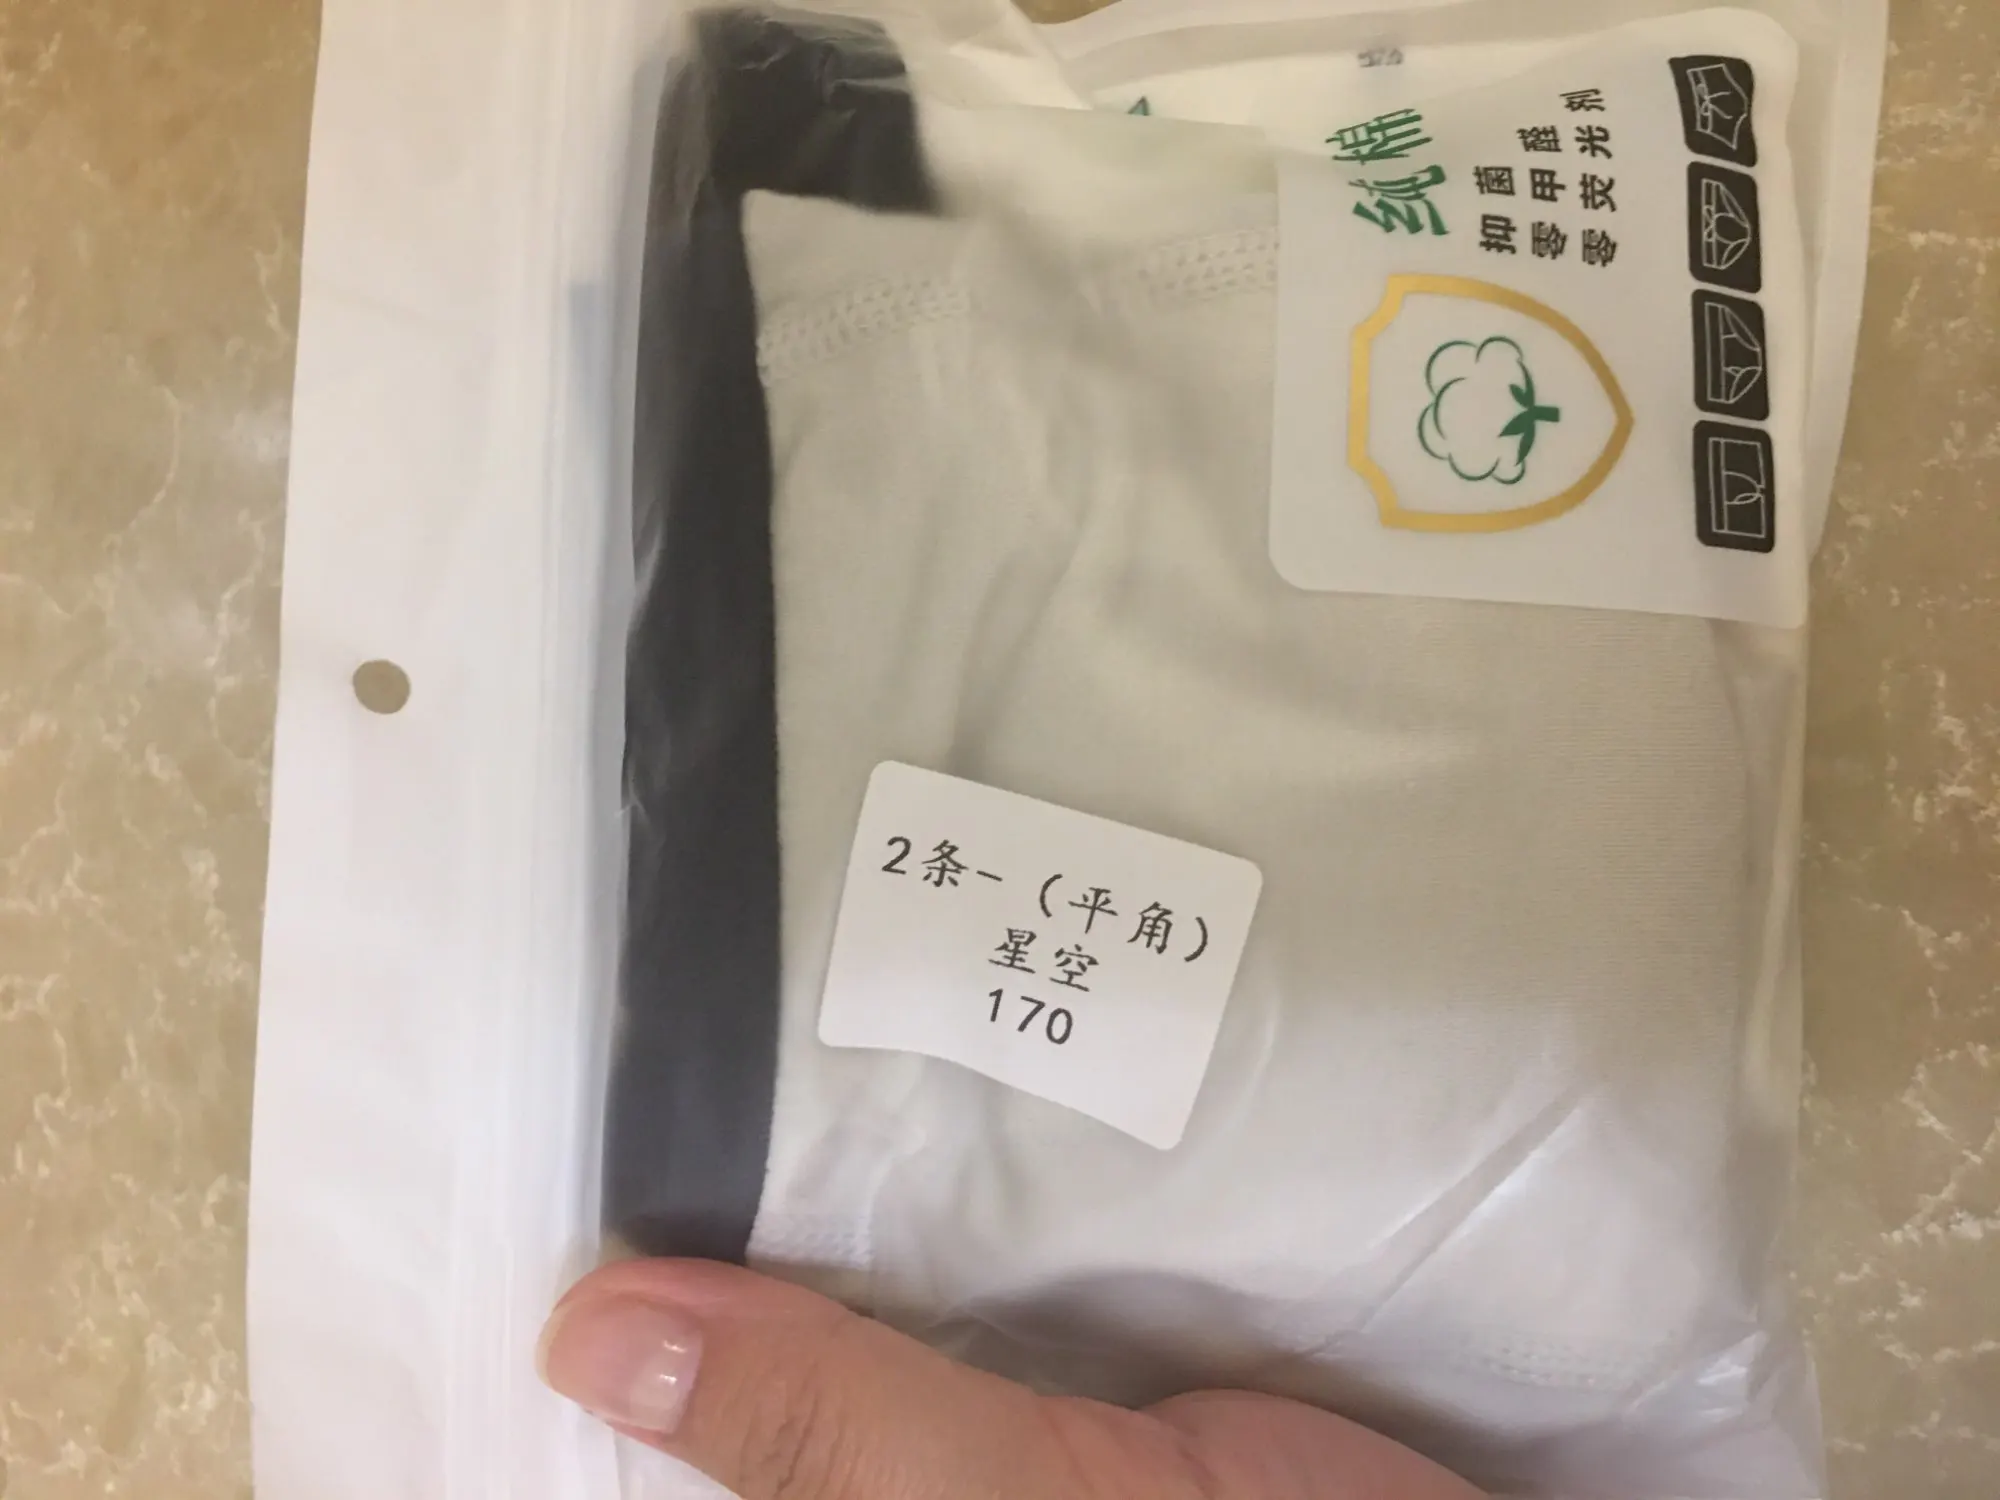 纯棉
抑菌
零甲醛
零荧光剂
2条-(平角)
星空
170